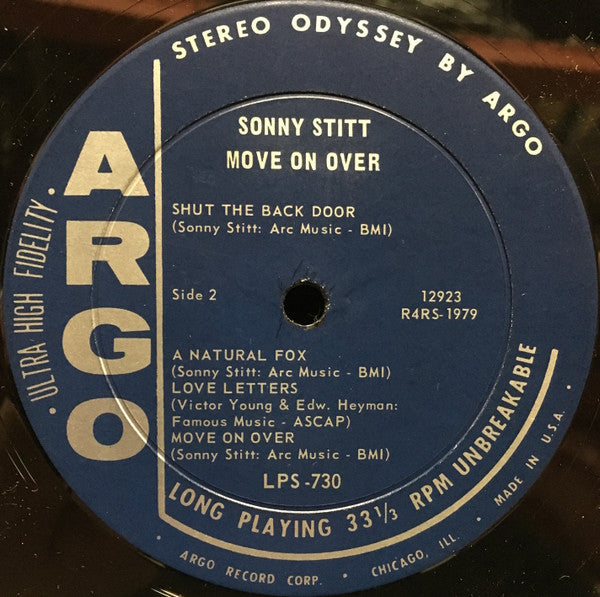 STEREO ODYSSEY BY ARGO
ARGO
· ULTRA HIGH FIDELITY ·
SONNY STITT
MOVE ON OVER
SHUT THE BACK DOOR
(Sonny Stitt: Arc Music - BMI)
Side 2
12923
R4RS-1979
A NATURAL FOX
(Sonny Stitt: Arc Music - BMI)
LOVE LETTERS
(Victor Young & Edw. Heyman:
Famous Music - ASCAP)
MOVE ON OVER
(Sonny Stitt: Arc Music - BMI)
LPS-730
LONG PLAYING 33 1/3 RPM UNBREAKABLE
· ARGO RECORD CORP. · CHICAGO, ILL. · MADE IN U.S.A. ·